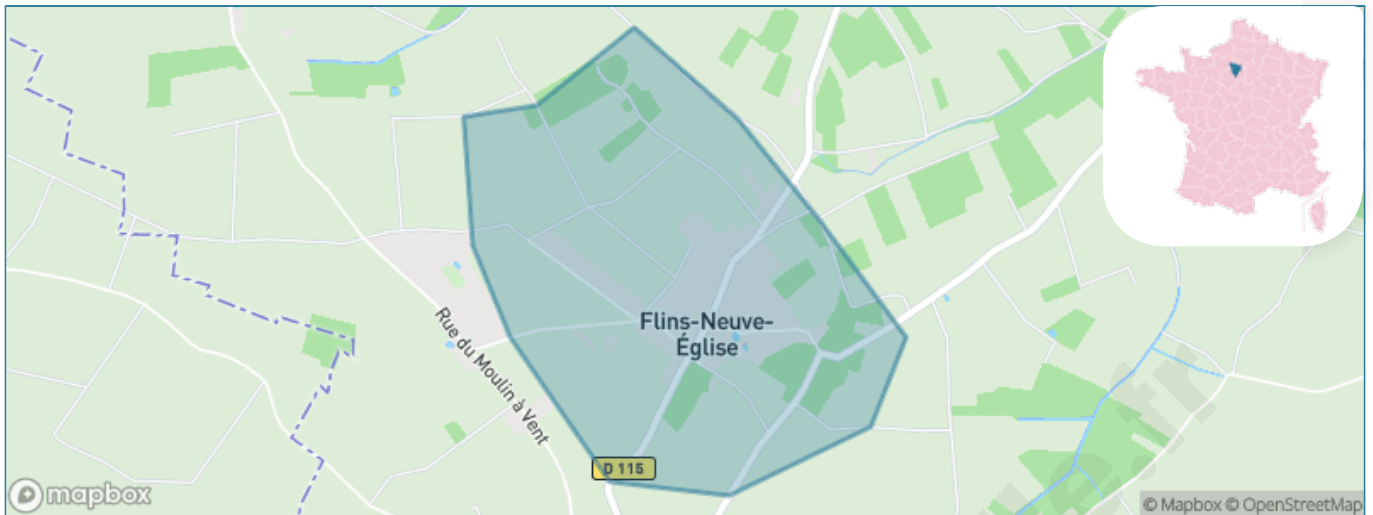 Flins-Neuve-
Église
Rue du Moulin à Vent
D 115
mapbox
© Mapbox © OpenStreetMap